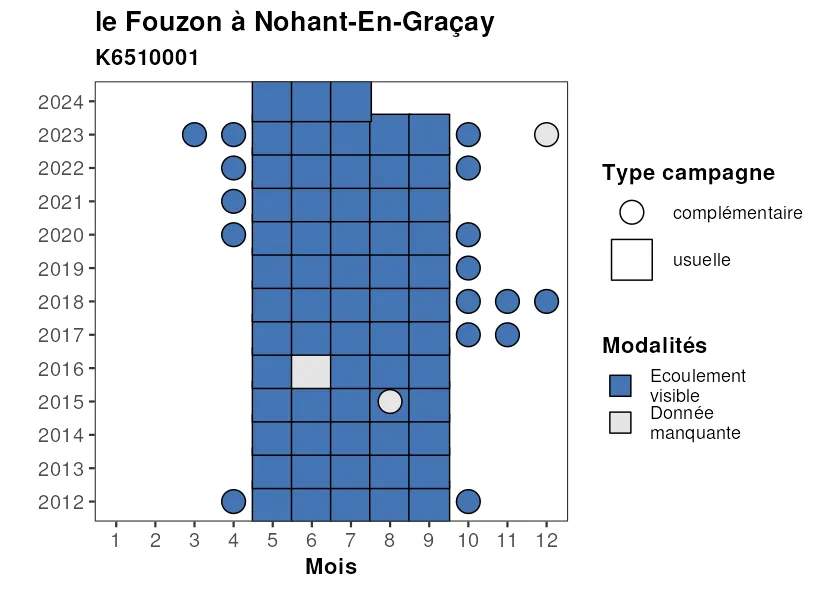 le Fouzon à Nohant-En-Graçay
K6510001
2024
2023
2022
2021
2020
2019
2018
2017
2016
2015
2014
2013
2012
1 2 3 4 5 6 7 8 9 10 11 12
Mois
Type campagne
complémentaire
usuelle
Modalités
Ecoulement
visible
Donnée
manquante